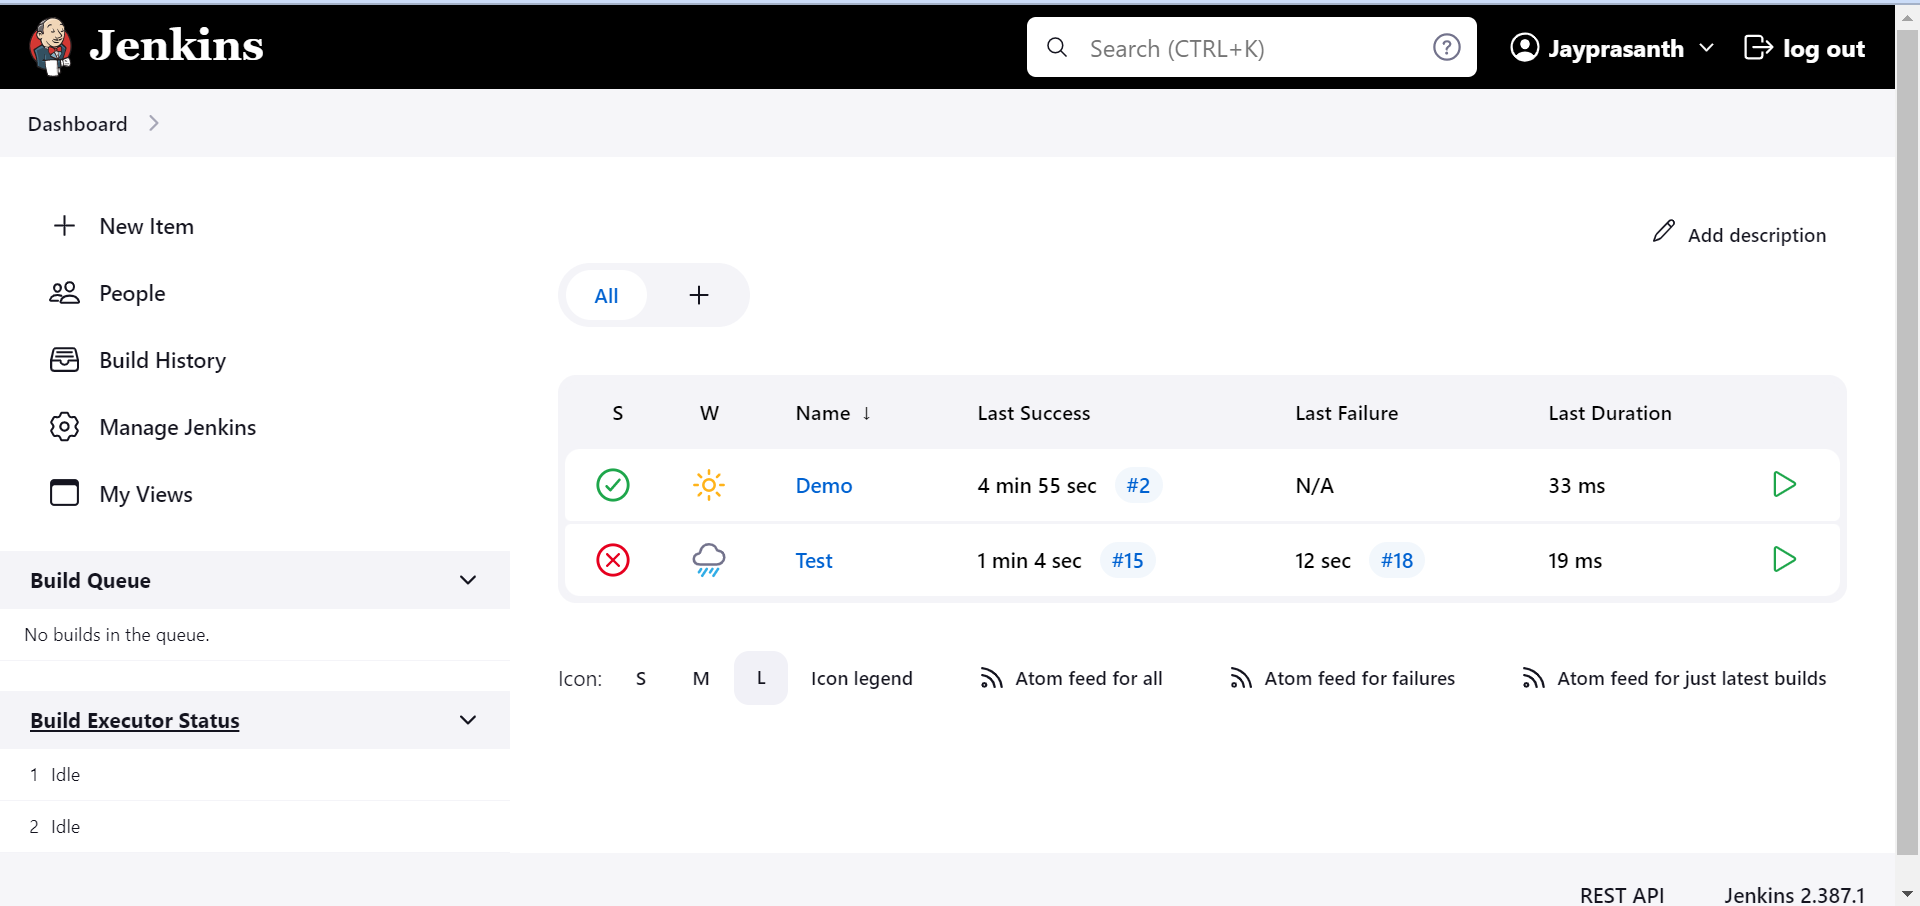 Jenkins
Search (CTRL+K)
Jayprasanth
log out
Dashboard
New Item
People
Build History
Manage Jenkins
My Views
Build Queue
No builds in the queue.
Build Executor Status
1 Idle
2 Idle
Add description
All
S W Name ↓ Last Success Last Failure Last Duration
Demo 4 min 55 sec #2 N/A 33 ms
Test 1 min 4 sec #15 12 sec #18 19 ms
Icon: S M L Icon legend Atom feed for all Atom feed for failures Atom feed for just latest builds
REST API Jenkins 2.387.1